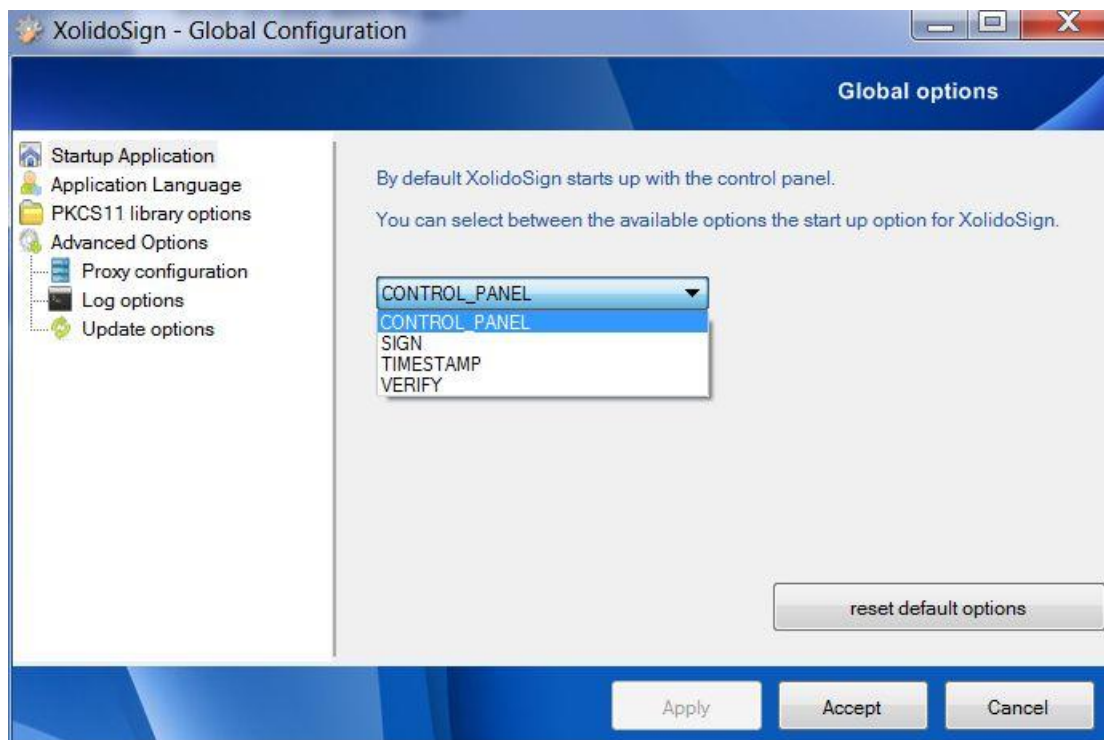 XolidoSign - Global Configuration
Global options
Startup Application
Application Language
PKCS11 library options
Advanced Options
Proxy configuration
Log options
Update options
By default XolidoSign starts up with the control panel.
You can select between the available options the start up option for XolidoSign.
CONTROL_PANEL
CONTROL_PANEL
SIGN
TIMESTAMP
VERIFY
reset default options
Apply
Accept
Cancel